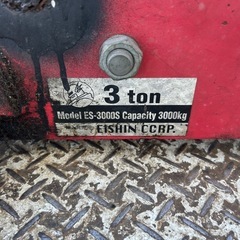 3 ton
Model ES-3000S Capacity 3000kg
EISHIN CORP.